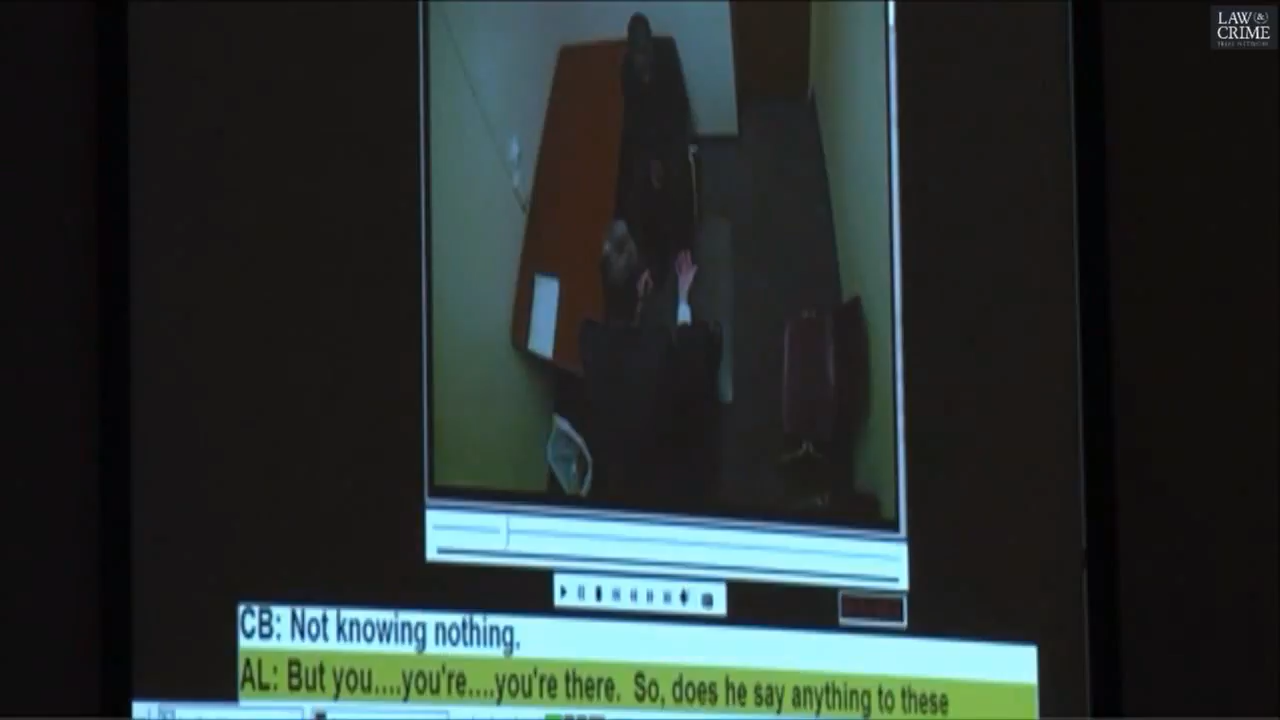 LAW &
CRIME
CB: Not knowing nothing.
AL: But you....you're....you're there.  So, does he say anything to these